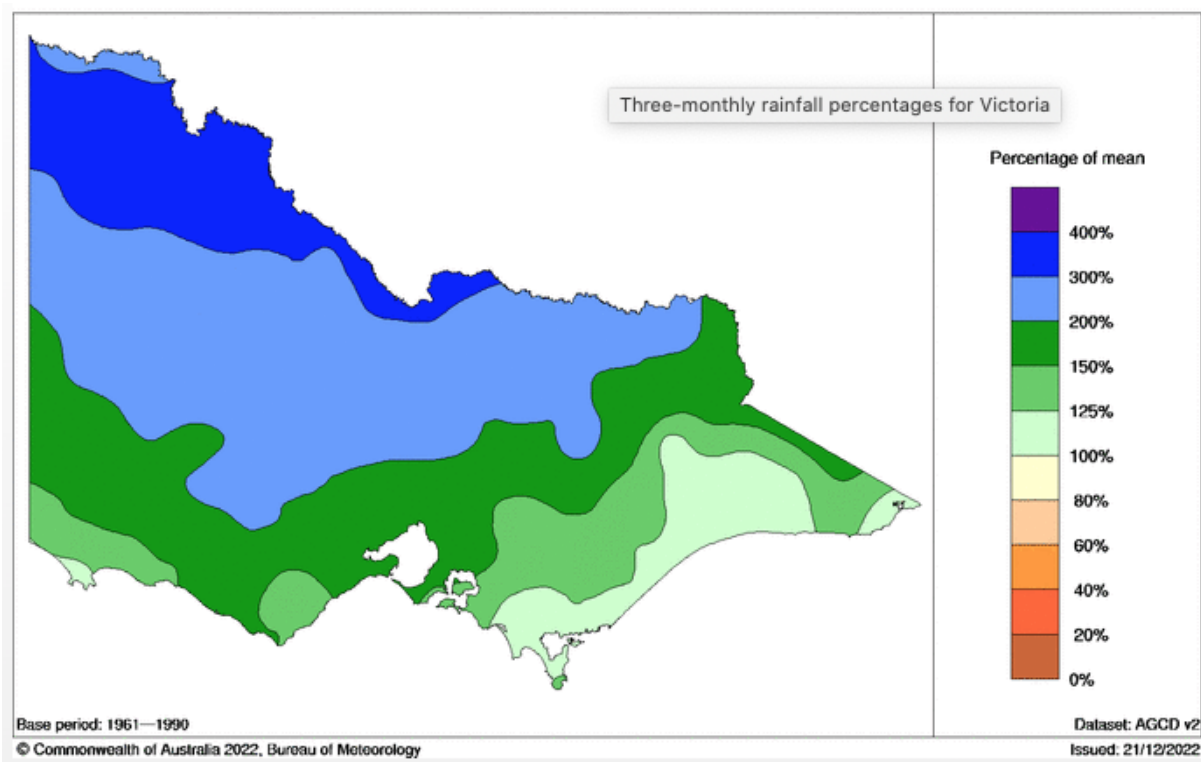 Three-monthly rainfall percentages for Victoria
Percentage of mean
400%
300%
200%
150%
125%
100%
80%
60%
40%
20%
0%
Base period: 1961—1990
Dataset: AGCD v2
© Commonwealth of Australia 2022, Bureau of Meteorology
Issued: 21/12/2022